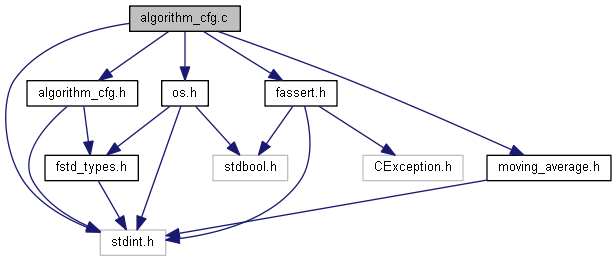 algorithm_cfg.c
algorithm_cfg.h
os.h
fassert.h
fstd_types.h
stdbool.h
CException.h
moving_average.h
stdint.h